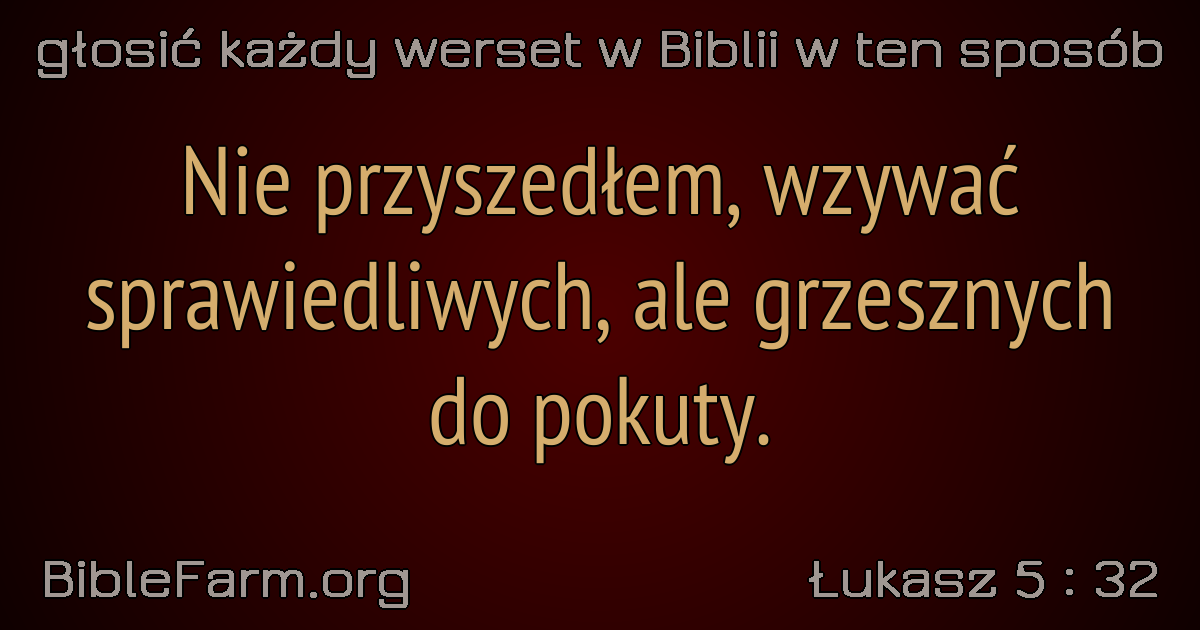 głosić każdy werset w Biblii w ten sposób
Nie przyszedłem, wzywać
sprawiedliwych, ale grzesznych
do pokuty.
BibleFarm.org
Łukasz 5 : 32